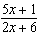 5x + 1
2x + 6